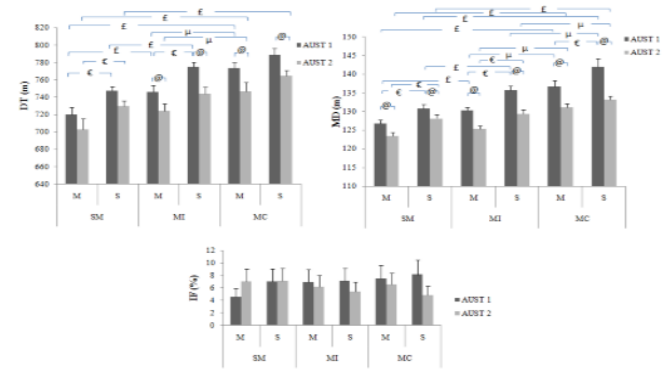 £
£
£
£
µ
£
µ
£
€
@
@
@
€
@
820
800
780
760
740
720
700
680
660
640
DT (m)
AUST 1
AUST 2
M S M S M S
SM MI MC
£
£
£
µ
£
µ
£
µ
€
£
€
@
£
€
@
€
@
@
@
@
150
145
140
135
130
125
120
115
110
MD (m)
AUST 1
AUST 2
M S M S M S
SM MI MC
12
10
8
6
4
2
0
IF (%)
AUST 1
AUST 2
M S M S M S
SM MI MC